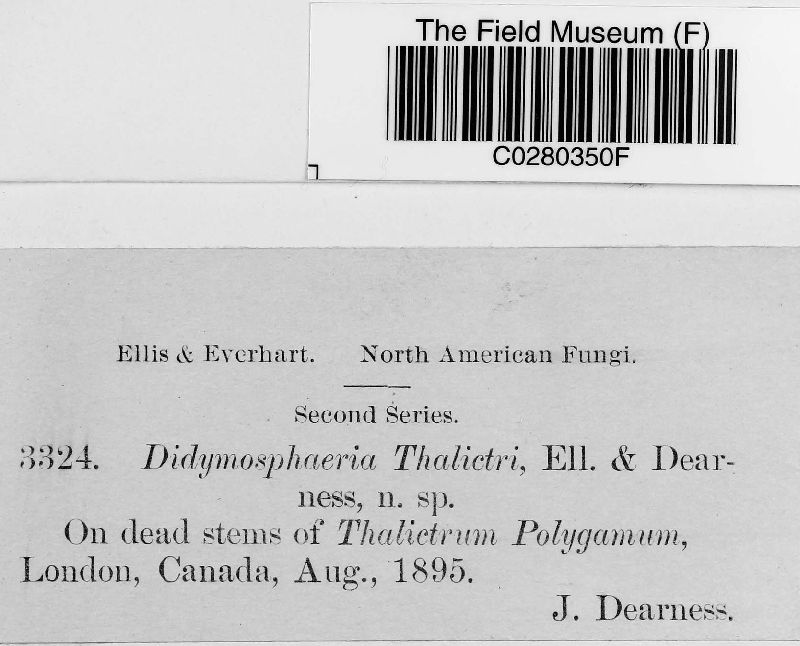 The Field Museum (F)
C0280350F
Ellis & Everhart. North American Fungi.
Second Series.
3324. Didymosphaeria Thalictri, Ell. & Dear-
ness, n. sp.
On dead stems of Thalictrum Polygamum,
London, Canada, Aug., 1895.
J. Dearness.